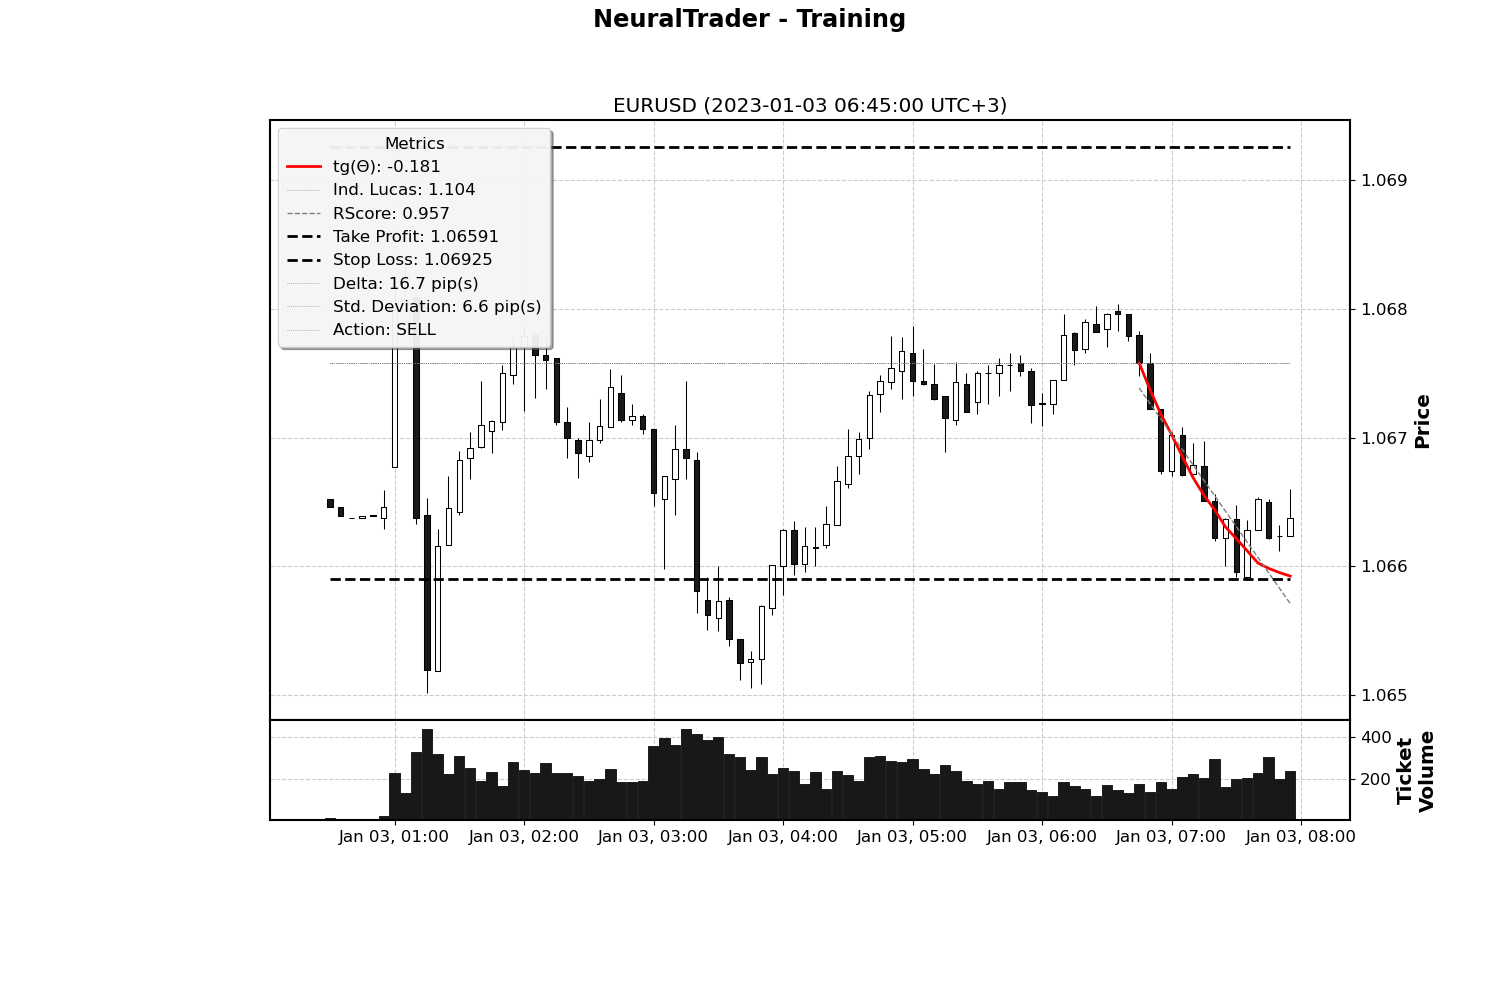 NeuralTrader - Training
EURUSD (2023-01-03 06:45:00 UTC+3)
Metrics
tg(Θ): -0.181
Ind. Lucas: 1.104
RScore: 0.957
Take Profit: 1.06591
Stop Loss: 1.06925
Delta: 16.7 pip(s)
Std. Deviation: 6.6 pip(s)
Action: SELL
1.069
1.068
1.067
1.066
1.065
Price
400
200
Ticket
Volume
Jan 03, 01:00
Jan 03, 02:00
Jan 03, 03:00
Jan 03, 04:00
Jan 03, 05:00
Jan 03, 06:00
Jan 03, 07:00
Jan 03, 08:00